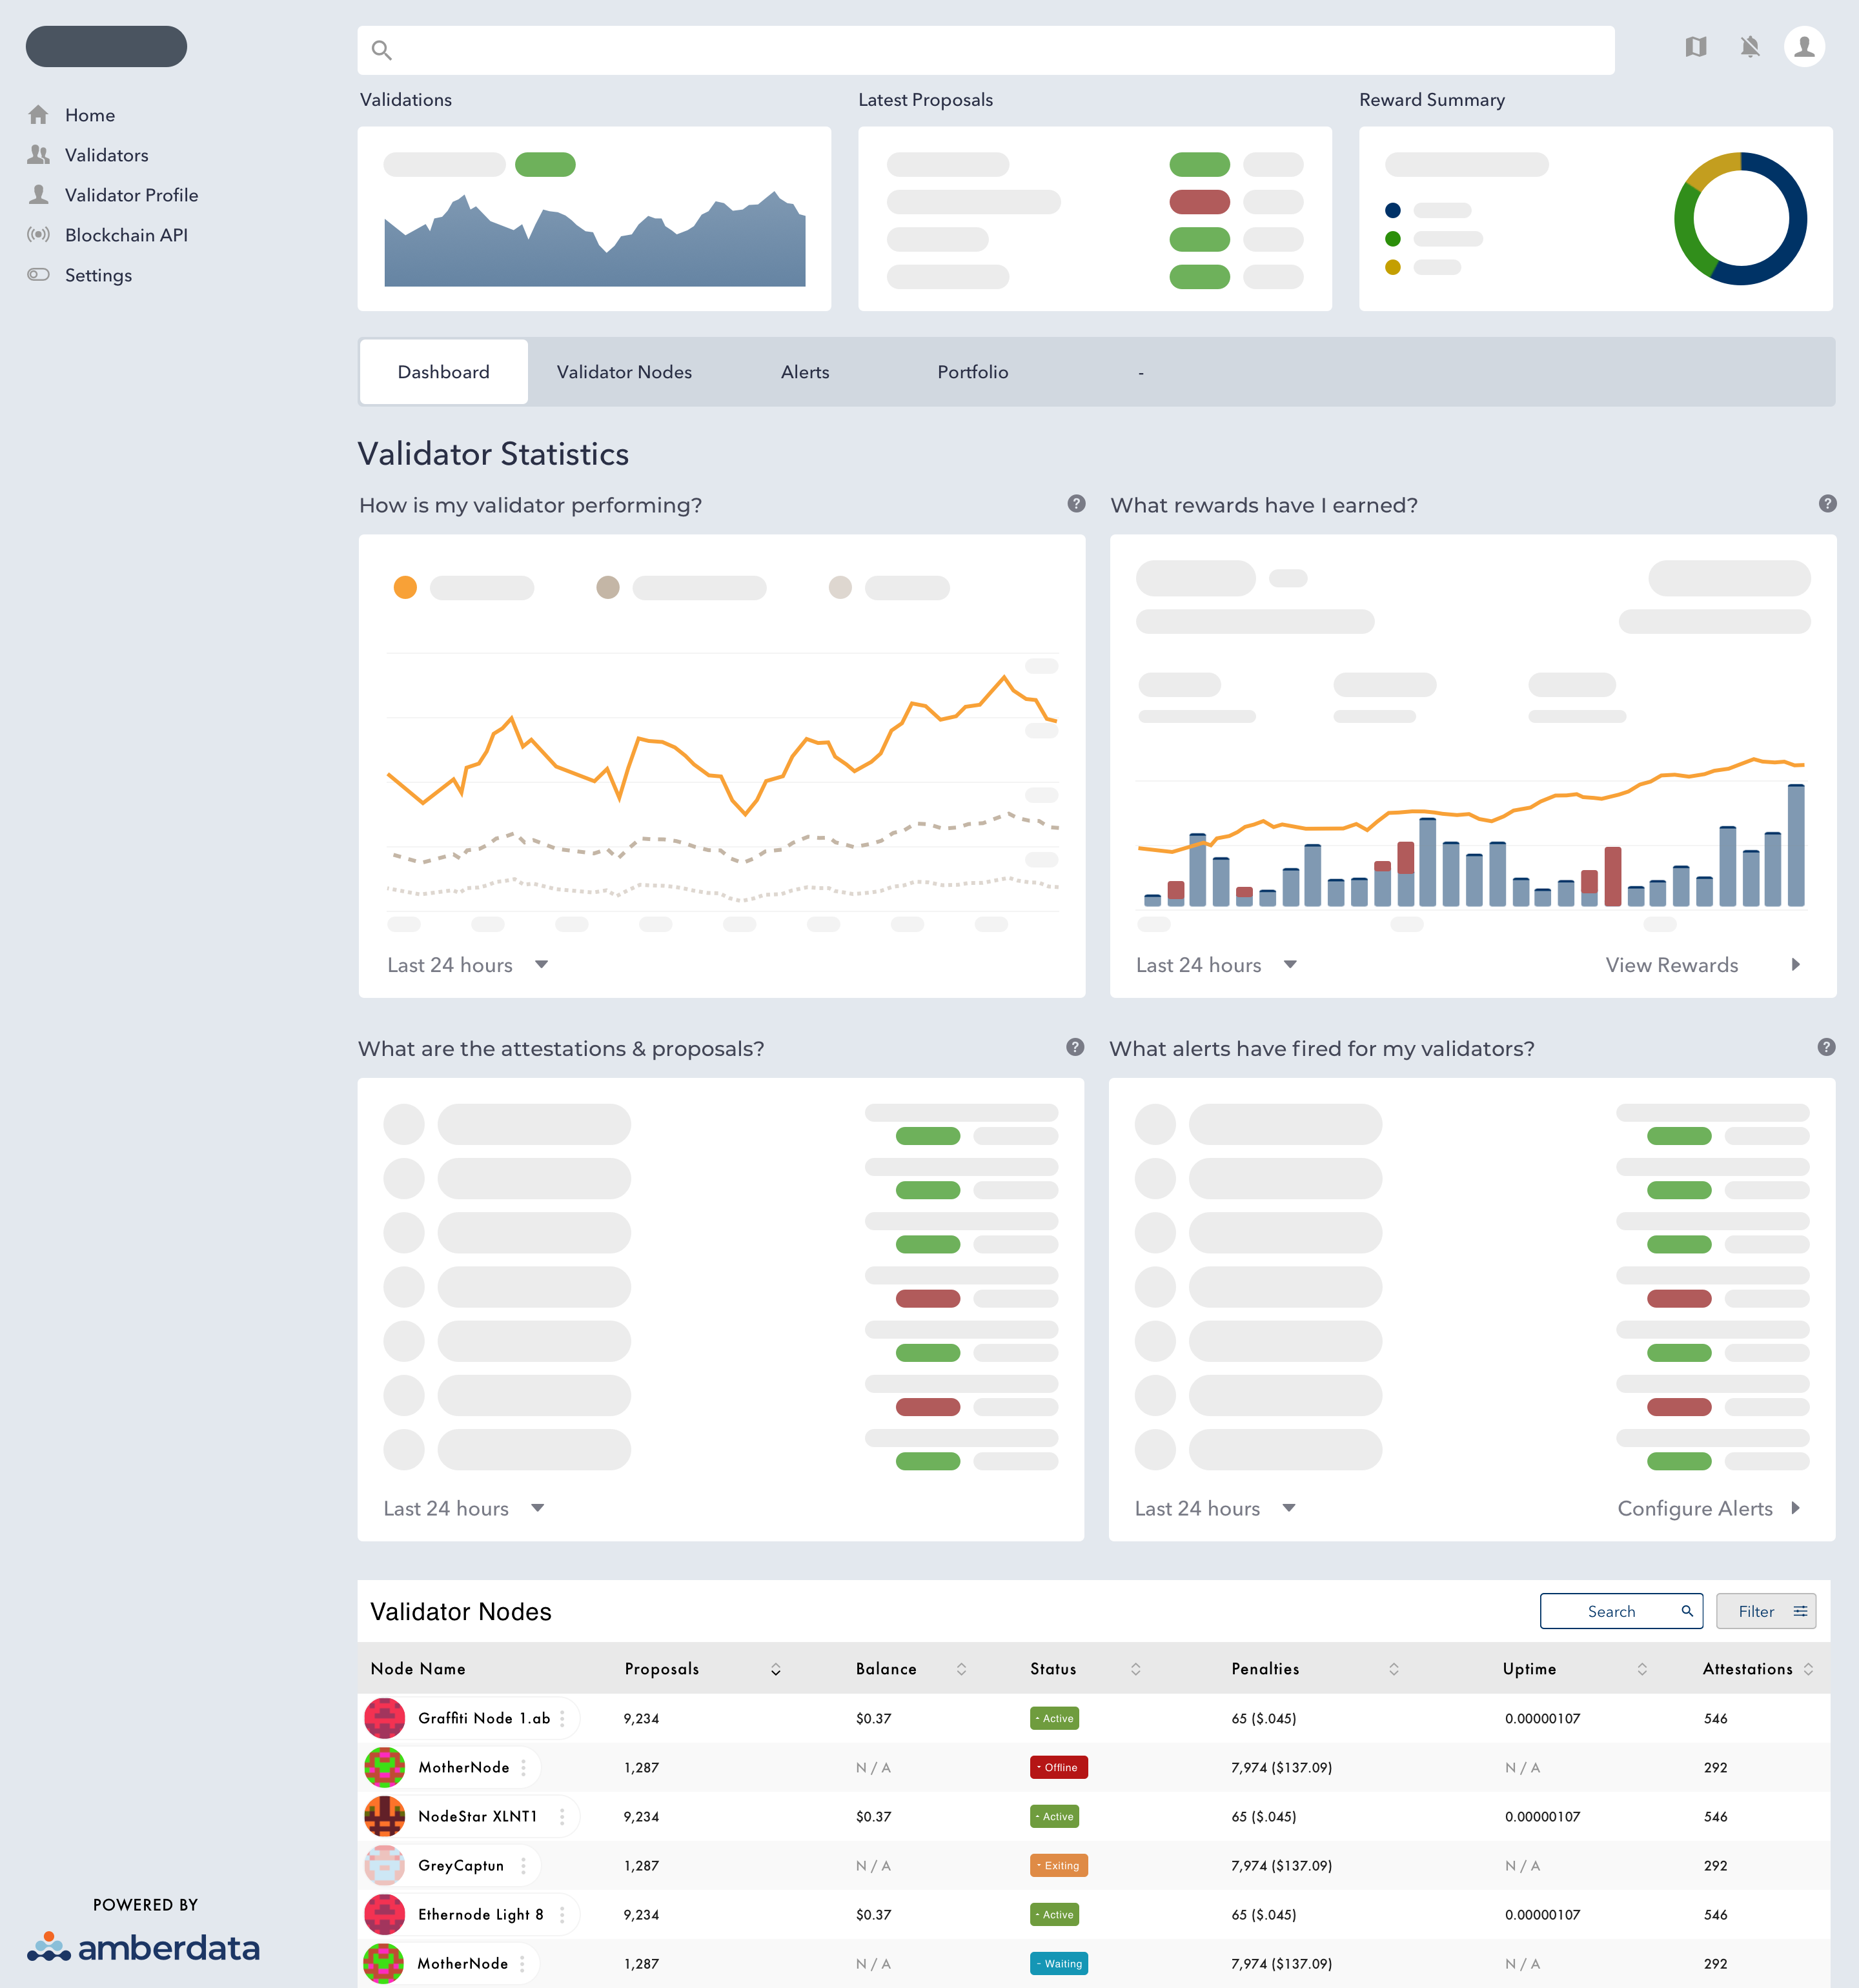 Home
Validators
Validator Profile
Blockchain API
Settings
Validations
Latest Proposals
Reward Summary
Dashboard Validator Nodes Alerts Portfolio -
Validator Statistics
How is my validator performing? ?
What rewards have I earned? ?
Last 24 hours
Last 24 hours View Rewards
What are the attestations & proposals? ?
What alerts have fired for my validators? ?
Last 24 hours
Last 24 hours Configure Alerts
Validator Nodes Search Filter
Node Name Proposals Balance Status Penalties Uptime Attestations
Graffiti Node 1.ab 9,234 $0.37 - Active 65 ($.045) 0.00000107 546
MotherNode 1,287 N / A - Offline 7,974 ($137.09) N / A 292
NodeStar XLNT1 9,234 $0.37 - Active 65 ($.045) 0.00000107 546
GreyCaptun 1,287 N / A - Exiting 7,974 ($137.09) N / A 292
Ethernode Light 8 9,234 $0.37 - Active 65 ($.045) 0.00000107 546
MotherNode 1,287 N / A - Waiting 7,974 ($137.09) N / A 292
POWERED BY
amberdata